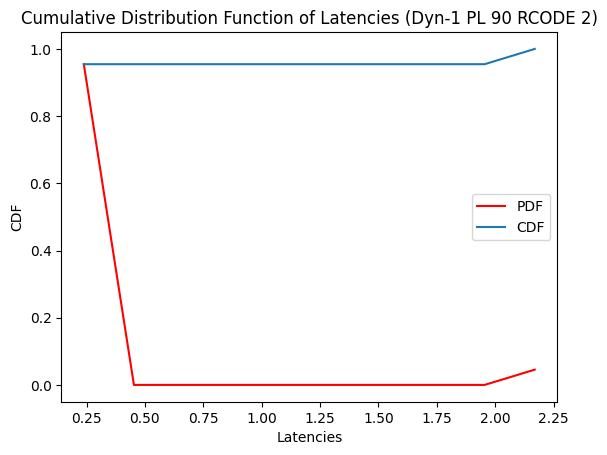 Cumulative Distribution Function of Latencies (Dyn-1 PL 90 RCODE 2)
1.0
0.8
0.6
0.4
0.2
0.0
CDF
PDF
CDF
0.25 0.50 0.75 1.00 1.25 1.50 1.75 2.00 2.25
Latencies